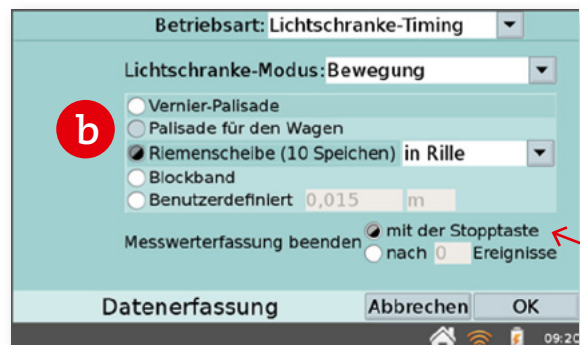 Betriebsart: Lichtschranke-Timing
Lichtschranke-Modus: Bewegung
b
Vernier-Palisade
Palisade für den Wagen
Riemenscheibe (10 Speichen) in Rille
Blockband
Benutzerdefiniert 0,015 m
Messwerterfassung beenden
mit der Stopptaste
nach 0 Ereignisse
Datenerfassung Abbrechen OK
09:20